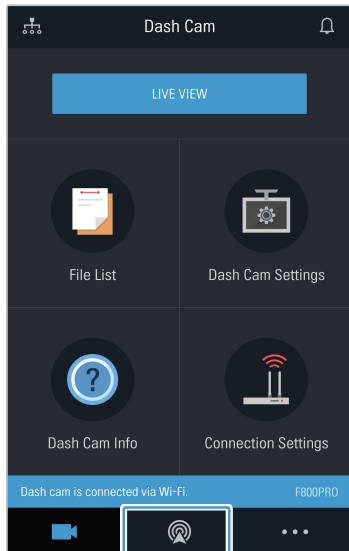 Dash Cam
LIVE VIEW
File List
Dash Cam Settings
?
Dash Cam Info
Connection Settings
Dash cam is connected via Wi-Fi.
F800PRO